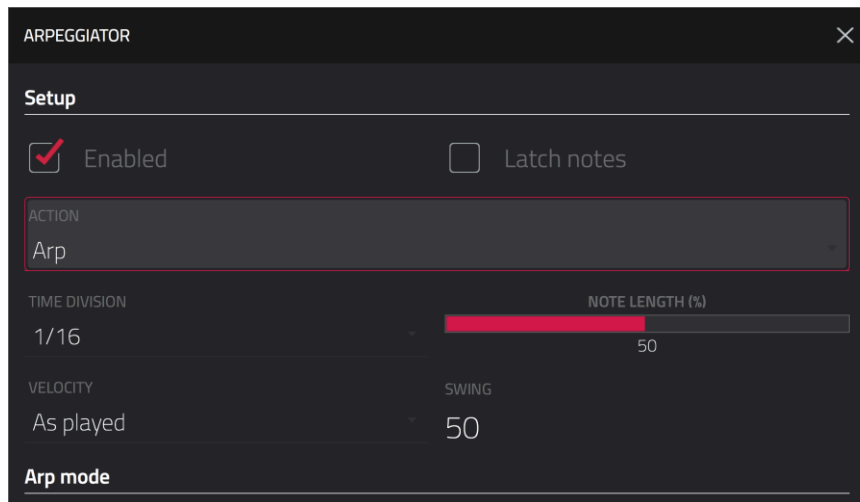 ARPEGGIATOR
Setup
Enabled
Latch notes
ACTION
Arp
TIME DIVISION
NOTE LENGTH (%)
1/16
50
VELOCITY
SWING
As played
50
Arp mode